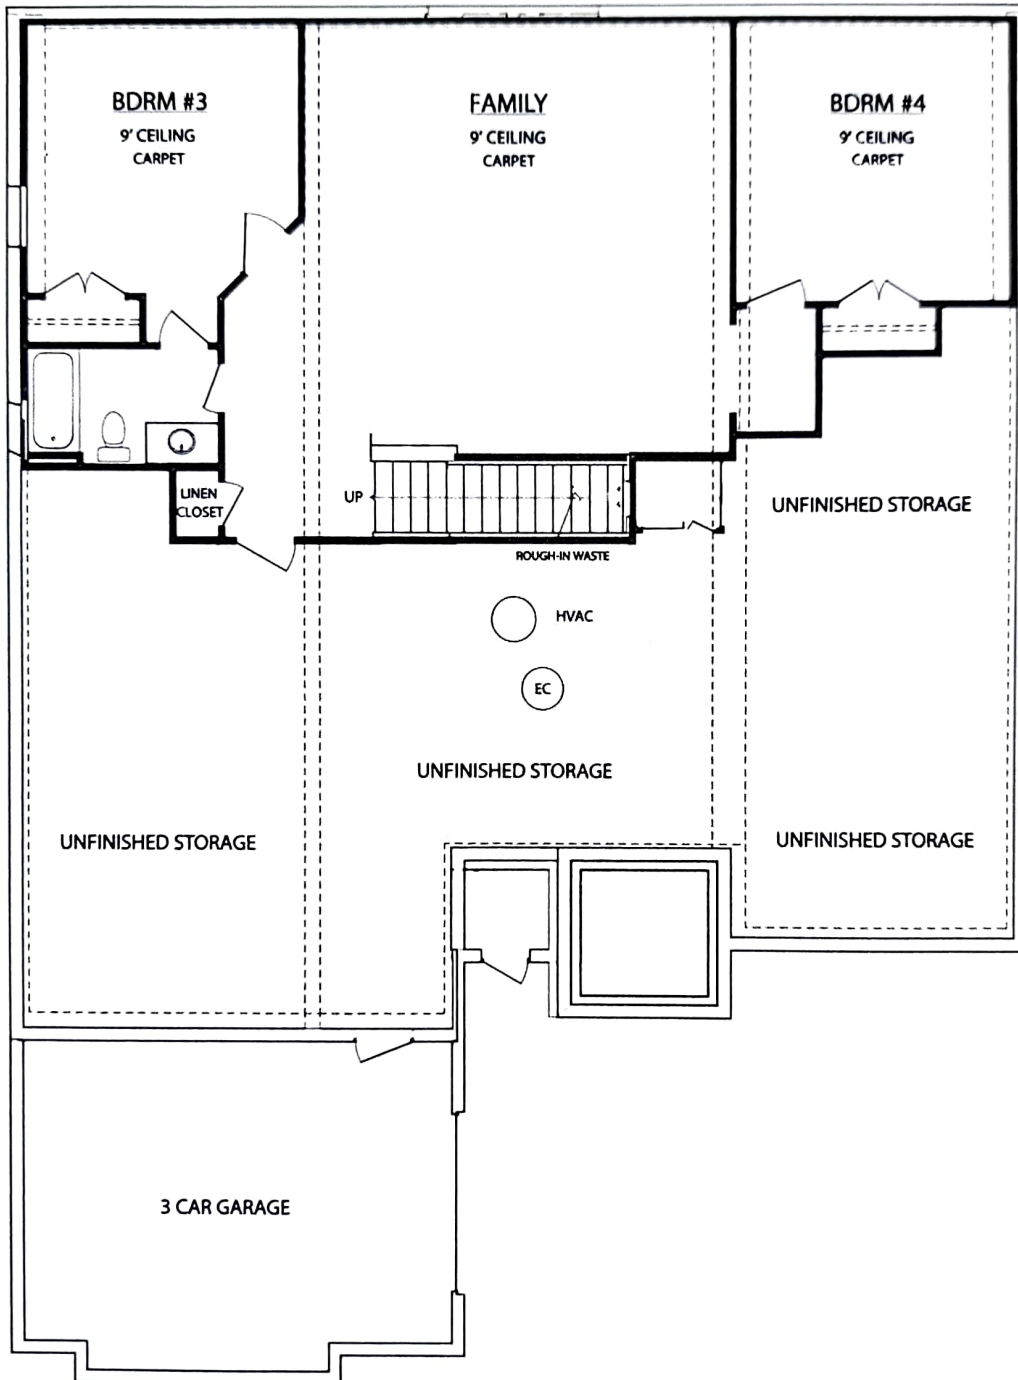 BDRM #3
9' CEILING
CARPET
FAMILY
9' CEILING
CARPET
BDRM #4
9' CEILING
CARPET
LINEN
CLOSET
UP
UNFINISHED STORAGE
ROUGH-IN WASTE
HVAC
EC
UNFINISHED STORAGE
UNFINISHED STORAGE
UNFINISHED STORAGE
3 CAR GARAGE